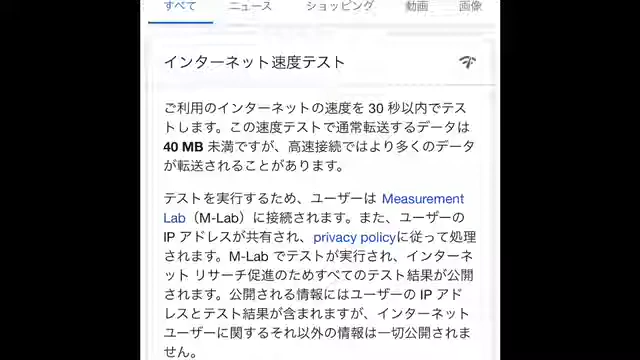 すべて ニュース ショッピング 動画 画像
インターネット速度テスト
ご利用のインターネットの速度を 30 秒以内でテス
トします。この速度テストで通常転送するデータは
40 MB 未満ですが、高速接続ではより多くのデータ
が転送されることがあります。
テストを実行するため、ユーザーは Measurement
Lab（M-Lab）に接続されます。また、ユーザーの
IP アドレスが共有され、privacy policyに従って処理
されます。M-Lab でテストが実行され、インターネ
ット リサーチ促進のためすべてのテスト結果が公開
されます。公開される情報にはユーザーの IP アド
レスとテスト結果が含まれますが、インターネット
ユーザーに関するそれ以外の情報は一切公開されま
せん。